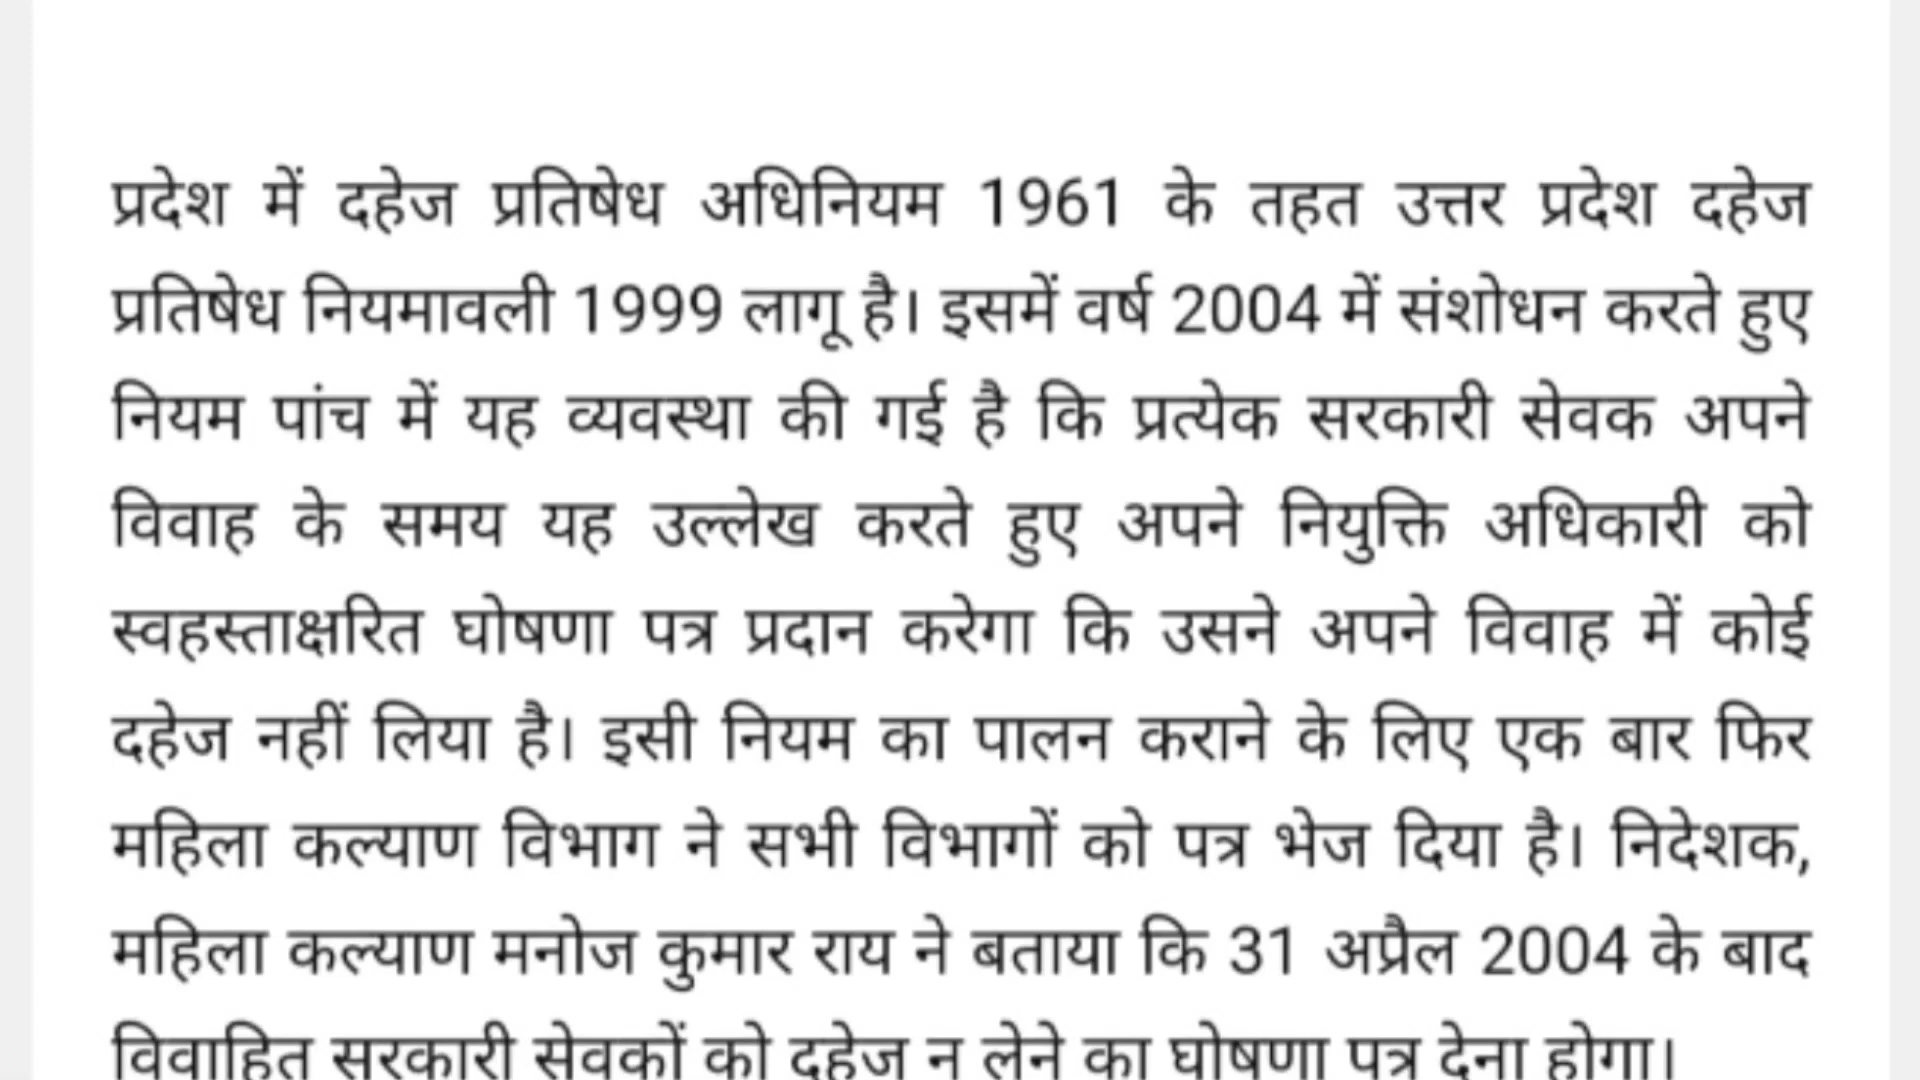 प्रदेश में दहेज प्रतिषेध अधिनियम 1961 के तहत उत्तर प्रदेश दहेज
प्रतिषेध नियमावली 1999 लागू है। इसमें वर्ष 2004 में संशोधन करते हुए
नियम पांच में यह व्यवस्था की गई है कि प्रत्येक सरकारी सेवक अपने
विवाह के समय यह उल्लेख करते हुए अपने नियुक्ति अधिकारी को
स्वहस्ताक्षरित घोषणा पत्र प्रदान करेगा कि उसने अपने विवाह में कोई
दहेज नहीं लिया है। इसी नियम का पालन कराने के लिए एक बार फिर
महिला कल्याण विभाग ने सभी विभागों को पत्र भेज दिया है। निदेशक,
महिला कल्याण मनोज कुमार राय ने बताया कि 31 अप्रैल 2004 के बाद
विवाहित सरकारी सेवकों को दहेज न लेने का घोषणा पत्र देना होगा।